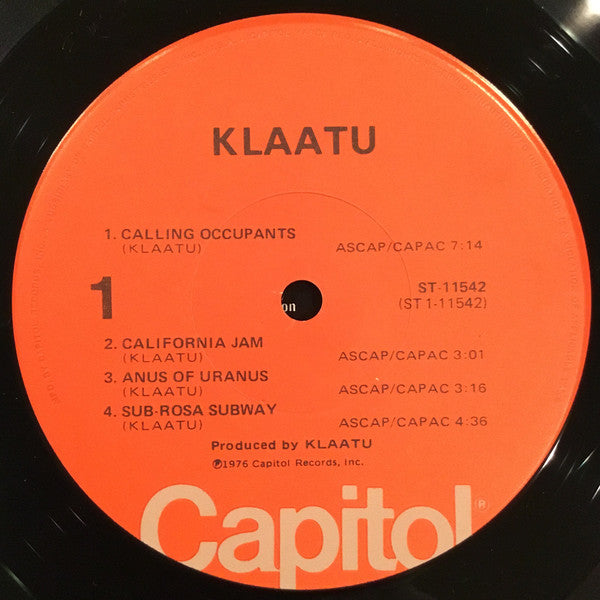 KLAATU
1. CALLING OCCUPANTS
(KLAATU) ASCAP/CAPAC 7:14
1
ST-11542
(ST 1-11542)
on
2. CALIFORNIA JAM
(KLAATU) ASCAP/CAPAC 3:01
3. ANUS OF URANUS
(KLAATU) ASCAP/CAPAC 3:16
4. SUB-ROSA SUBWAY
(KLAATU) ASCAP/CAPAC 4:36
Produced by KLAATU
℗1976 Capitol Records, Inc.
Capitol®